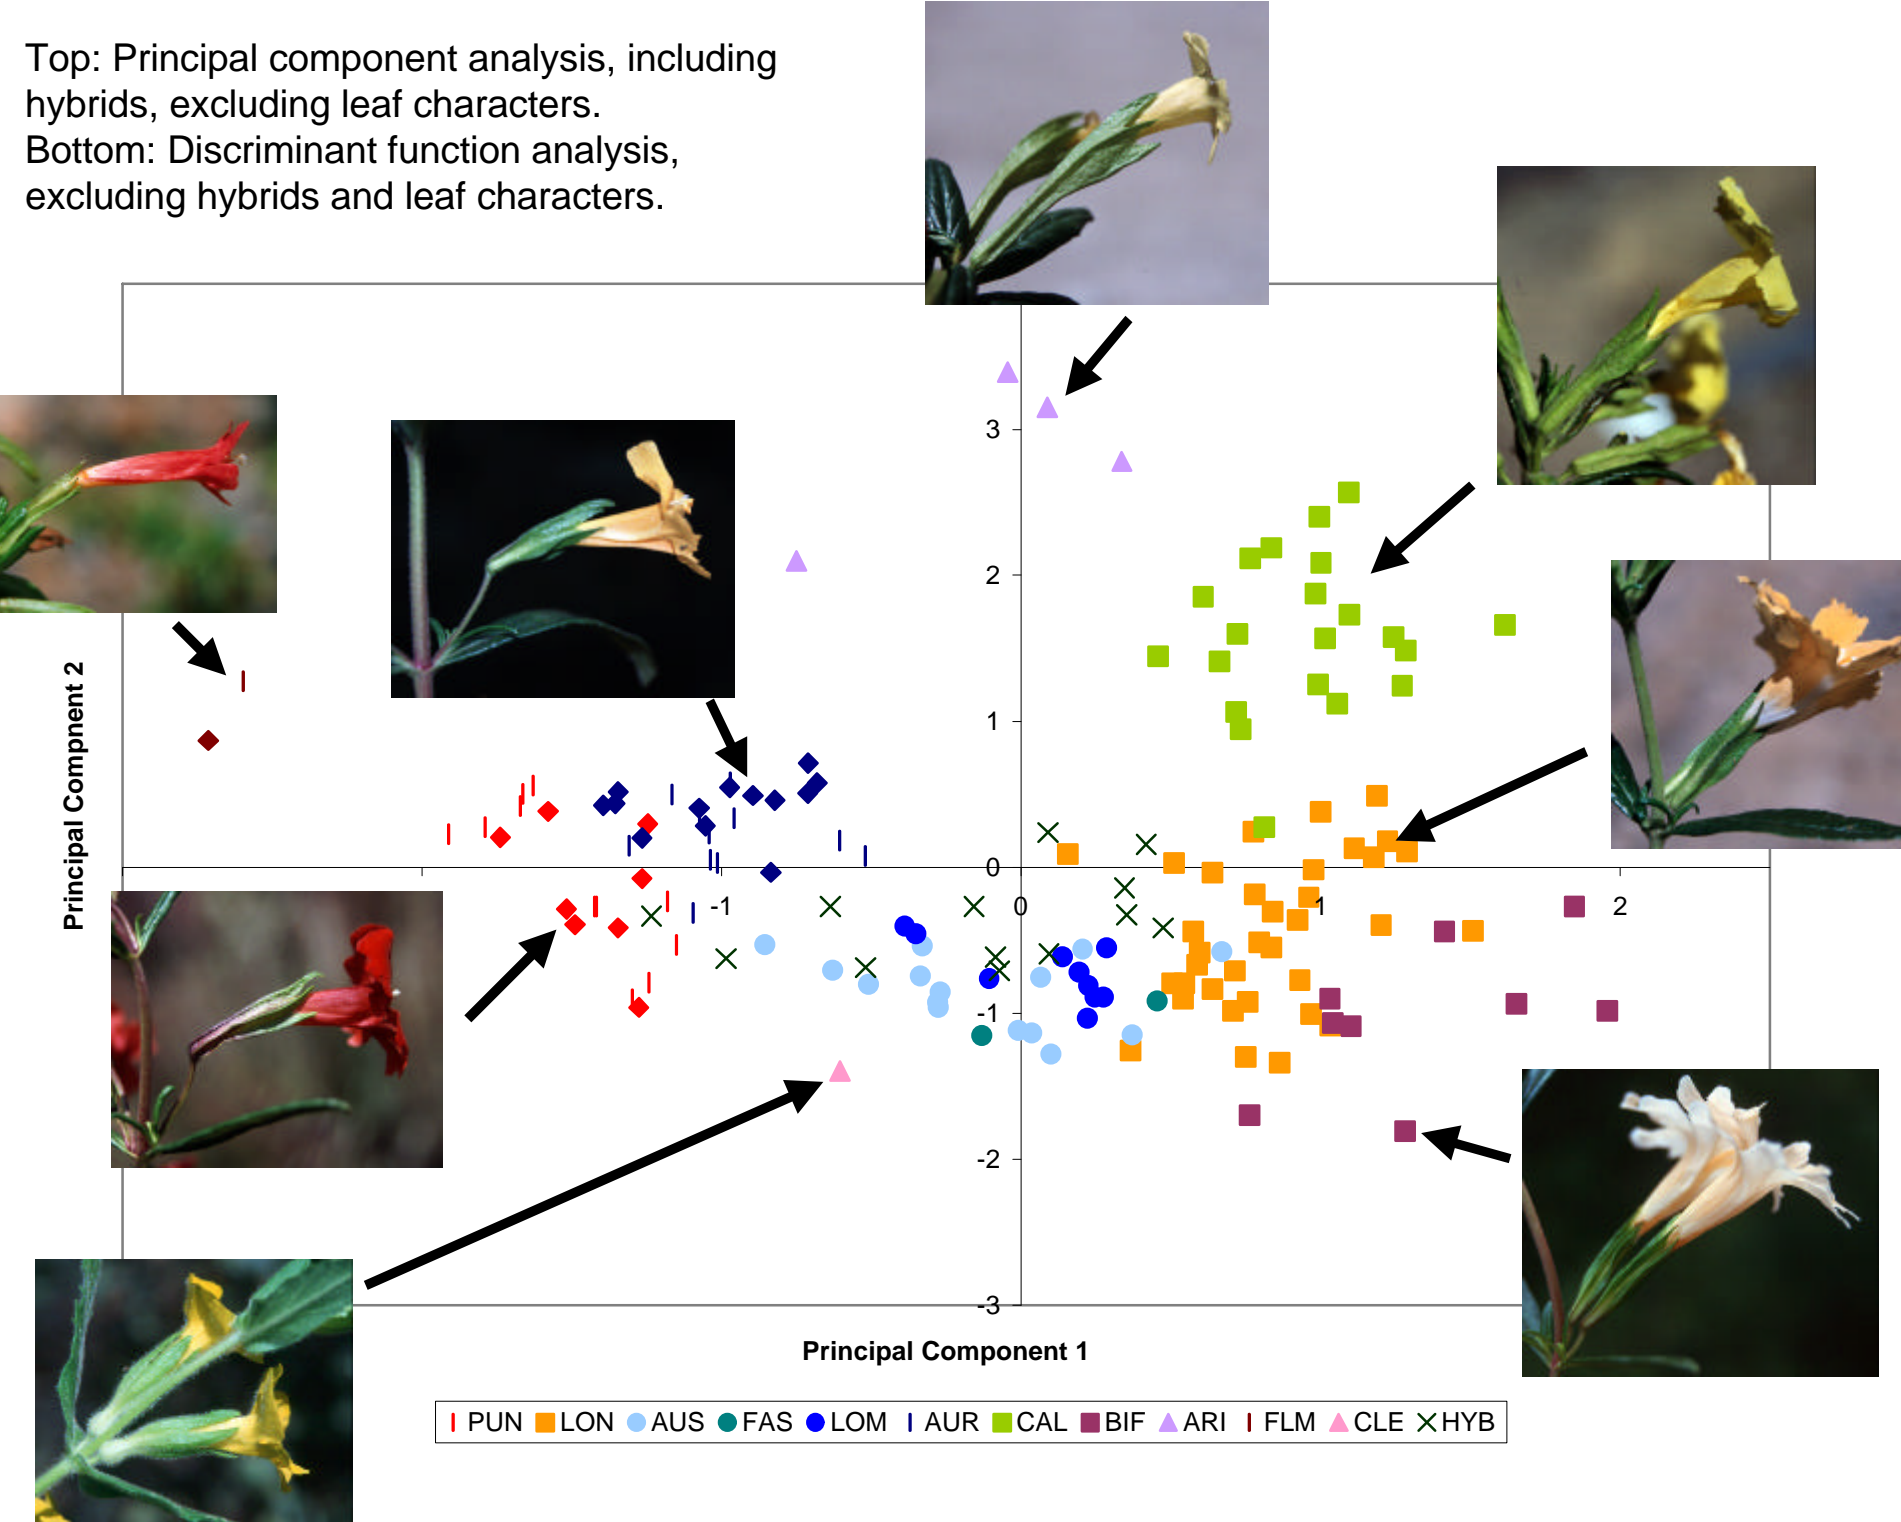 Top: Principal component analysis, including
hybrids, excluding leaf characters.
Bottom: Discriminant function analysis,
excluding hybrids and leaf characters.
Principal Compnent 2
3
2
1
0
-1
-2
-3
-1
0
1
2
Principal Component 1
PUN LON AUS FAS LOM AUR CAL BIF ARI FLM CLE HYB